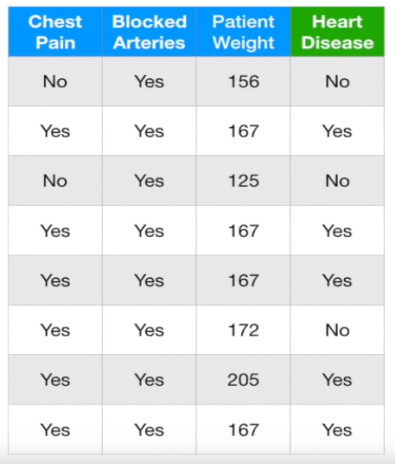 Chest Pain Blocked Arteries Patient Weight Heart Disease
No Yes 156 No
Yes Yes 167 Yes
No Yes 125 No
Yes Yes 167 Yes
Yes Yes 167 Yes
Yes Yes 172 No
Yes Yes 205 Yes
Yes Yes 167 Yes